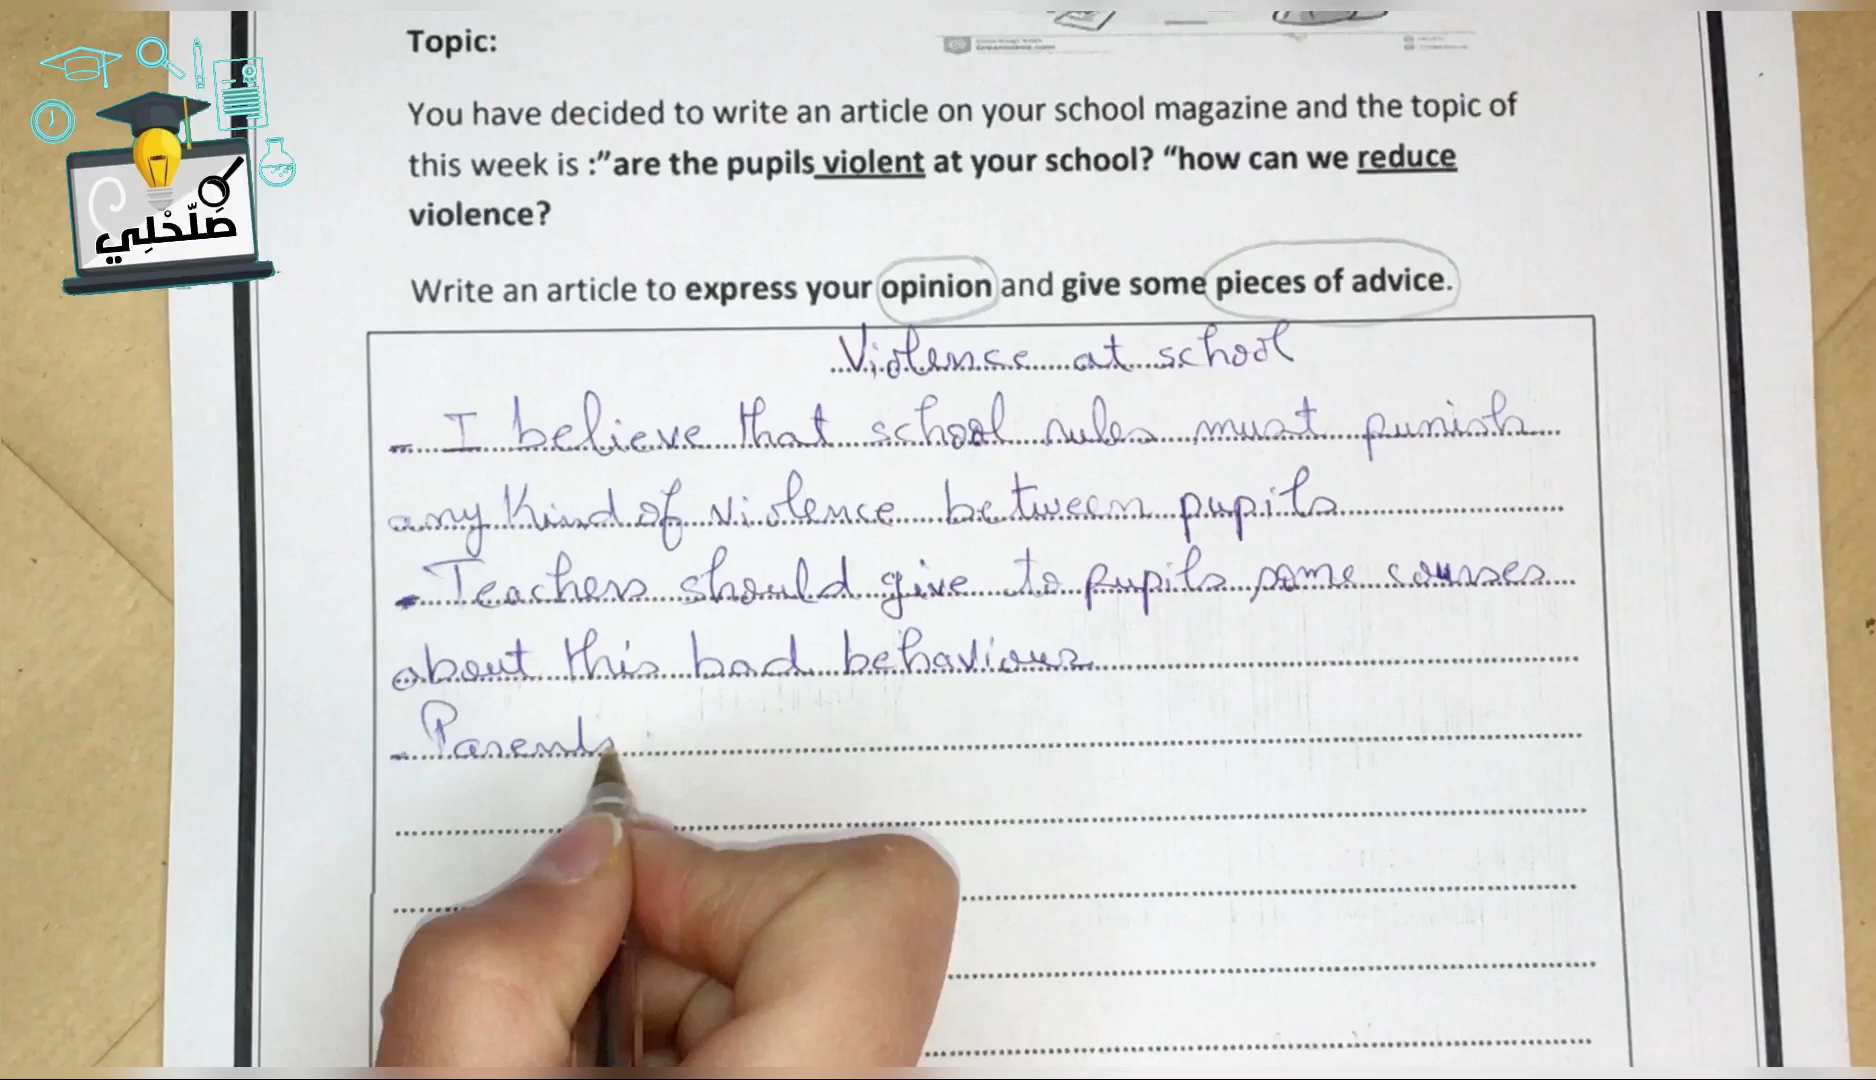 Topic:
You have decided to write an article on your school magazine and the topic of
this week is :”are the pupils violent at your school? “how can we reduce
violence?
Write an article to express your opinion and give some pieces of advice.
صَلَّحْلِي
Violence at school
- I believe that school rules must punish
any kind of violence between pupils
- Teachers should give to pupils some courses
about this bad behaviour
- Parents